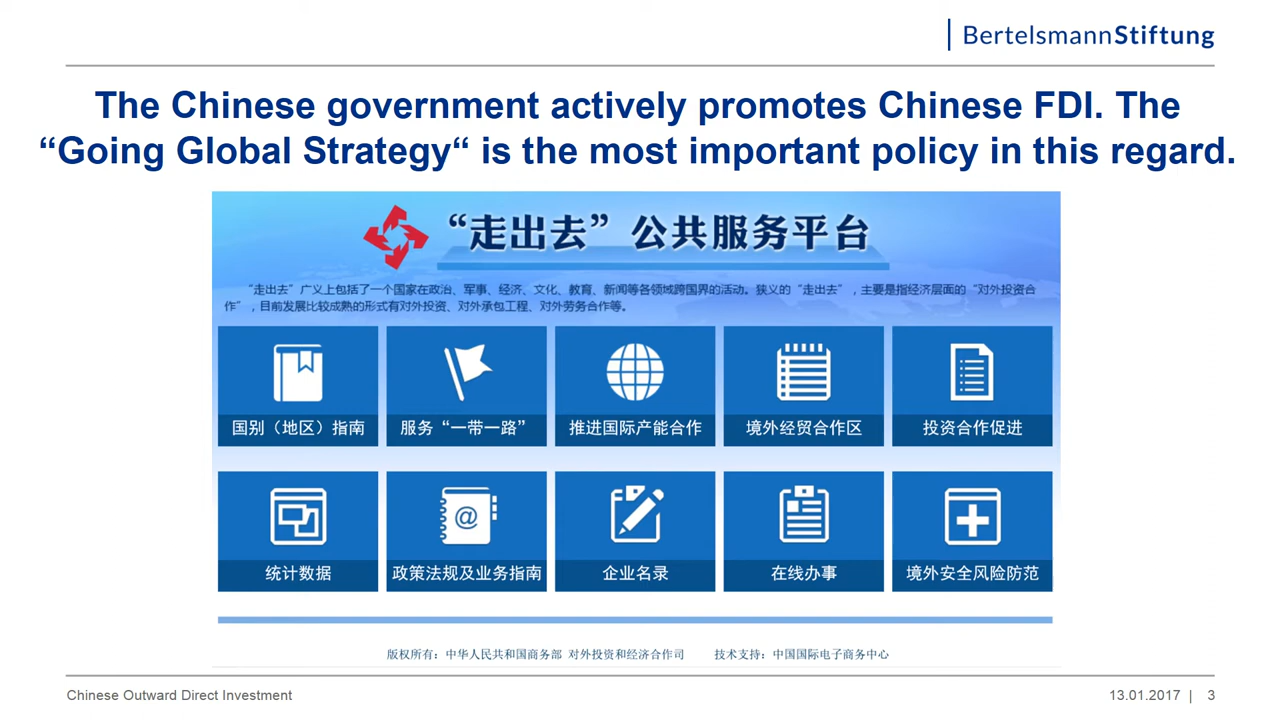 BertelsmannStiftung
The Chinese government actively promotes Chinese FDI. The
“Going Global Strategy“ is the most important policy in this regard.
“走出去”公共服务平台
“走出去”广义上包括了一个国家在政治、军事、经济、文化、教育、新闻等各领域跨国界的活动。狭义的“走出去”，主要是指经济层面的“对外投资合
作”，目前发展比较成熟的形式有对外投资、对外承包工程、对外劳务合作等。
国别（地区）指南
服务“一带一路”
推进国际产能合作
境外经贸合作区
投资合作促进
统计数据
@
政策法规及业务指南
企业名录
在线办事
境外安全风险防范
版权所有：中华人民共和国商务部 对外投资和经济合作司 技术支持：中国国际电子商务中心
Chinese Outward Direct Investment
13.01.2017 | 3